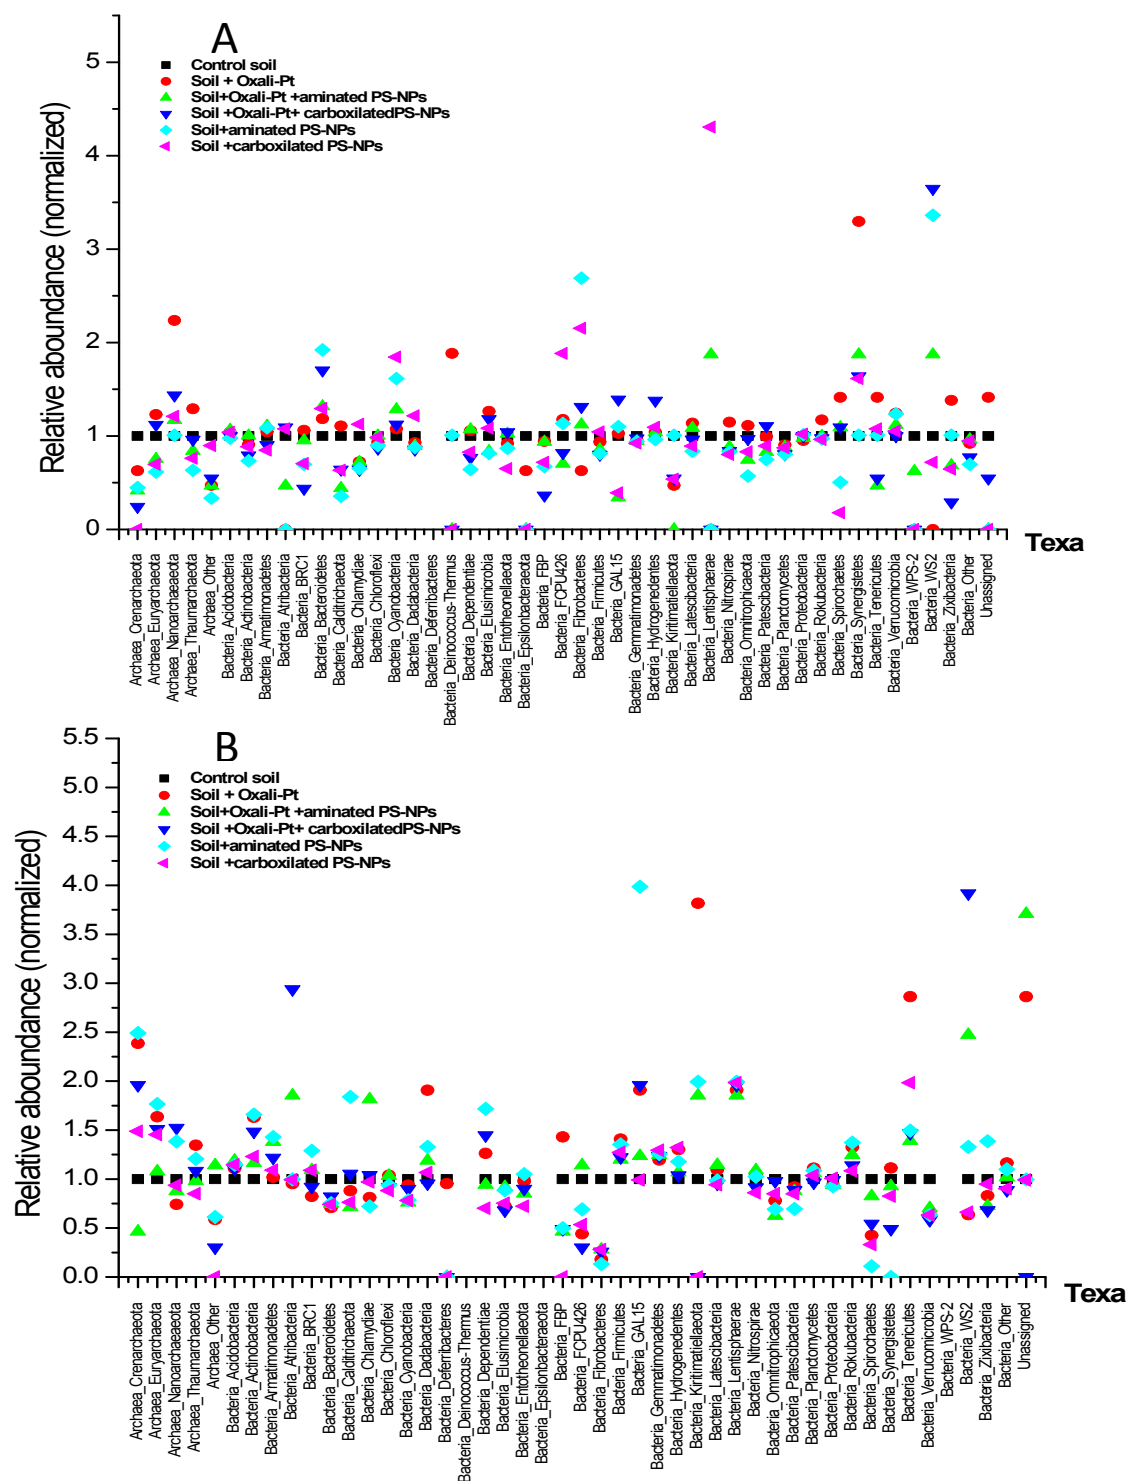 A
Control soil
Soil + Oxali-Pt
Soil+Oxali-Pt +aminated PS-NPs
Soil +Oxali-Pt+ carboxilatedPS-NPs
Soil+aminated PS-NPs
Soil +carboxilated PS-NPs
Relative aboundance (normalized)
5
4
3
2
1
0
Texa
Archaea_Crenarchaeota
Archaea_Euryarchaeota
Archaea_Nanoarchaeaeota
Archaea_Thaumarchaeota
Archaea_Other
Bacteria_Acidobacteria
Bacteria_Actinobacteria
Bacteria_Armatimonadetes
Bacteria_Atribacteria
Bacteria_BRC1
Bacteria_Bacteroidetes
Bacteria_Calditrichaeota
Bacteria_Chlamydiae
Bacteria_Chloroflexi
Bacteria_Cyanobacteria
Bacteria_Dadabacteria
Bacteria_Deferribacteres
Bacteria_Deinococcus-Thermus
Bacteria_Dependentiae
Bacteria_Elusimicrobia
Bacteria_Entotheonellaeota
Bacteria_Epsilonbacteraeota
Bacteria_FBP
Bacteria_FCPU426
Bacteria_Fibrobacteres
Bacteria_Firmicutes
Bacteria_GAL15
Bacteria_Gemmatimonadetes
Bacteria_Hydrogenedentes
Bacteria_Kiritimatiellaeota
Bacteria_Latescibacteria
Bacteria_Lentisphaerae
Bacteria_Nitrospirae
Bacteria_Omnitrophicaeota
Bacteria_Patescibacteria
Bacteria_Planctomycetes
Bacteria_Proteobacteria
Bacteria_Rokubacteria
Bacteria_Spirochaetes
Bacteria_Synergistetes
Bacteria_Tenericutes
Bacteria_Verrucomicrobia
Bacteria_WPS-2
Bacteria_WS2
Bacteria_Zixibacteria
Bacteria_Other
Unassigned
B
Control soil
Soil + Oxali-Pt
Soil+Oxali-Pt +aminated PS-NPs
Soil +Oxali-Pt+ carboxilatedPS-NPs
Soil+aminated PS-NPs
Soil +carboxilated PS-NPs
Relative aboundance (normalized)
5.5
5.0
4.5
4.0
3.5
3.0
2.5
2.0
1.5
1.0
0.5
0.0
Texa
Archaea_Crenarchaeota
Archaea_Euryarchaeota
Archaea_Nanoarchaeaeota
Archaea_Thaumarchaeota
Archaea_Other
Bacteria_Acidobacteria
Bacteria_Actinobacteria
Bacteria_Armatimonadetes
Bacteria_Atribacteria
Bacteria_BRC1
Bacteria_Bacteroidetes
Bacteria_Calditrichaeota
Bacteria_Chlamydiae
Bacteria_Chloroflexi
Bacteria_Cyanobacteria
Bacteria_Dadabacteria
Bacteria_Deferribacteres
Bacteria_Deinococcus-Thermus
Bacteria_Dependentiae
Bacteria_Elusimicrobia
Bacteria_Entotheonellaeota
Bacteria_Epsilonbacteraeota
Bacteria_FBP
Bacteria_FCPU426
Bacteria_Fibrobacteres
Bacteria_Firmicutes
Bacteria_GAL15
Bacteria_Gemmatimonadetes
Bacteria_Hydrogenedentes
Bacteria_Kiritimatiellaeota
Bacteria_Latescibacteria
Bacteria_Lentisphaerae
Bacteria_Nitrospirae
Bacteria_Omnitrophicaeota
Bacteria_Patescibacteria
Bacteria_Planctomycetes
Bacteria_Proteobacteria
Bacteria_Rokubacteria
Bacteria_Spirochaetes
Bacteria_Synergistetes
Bacteria_Tenericutes
Bacteria_Verrucomicrobia
Bacteria_WPS-2
Bacteria_WS2
Bacteria_Zixibacteria
Bacteria_Other
Unassigned